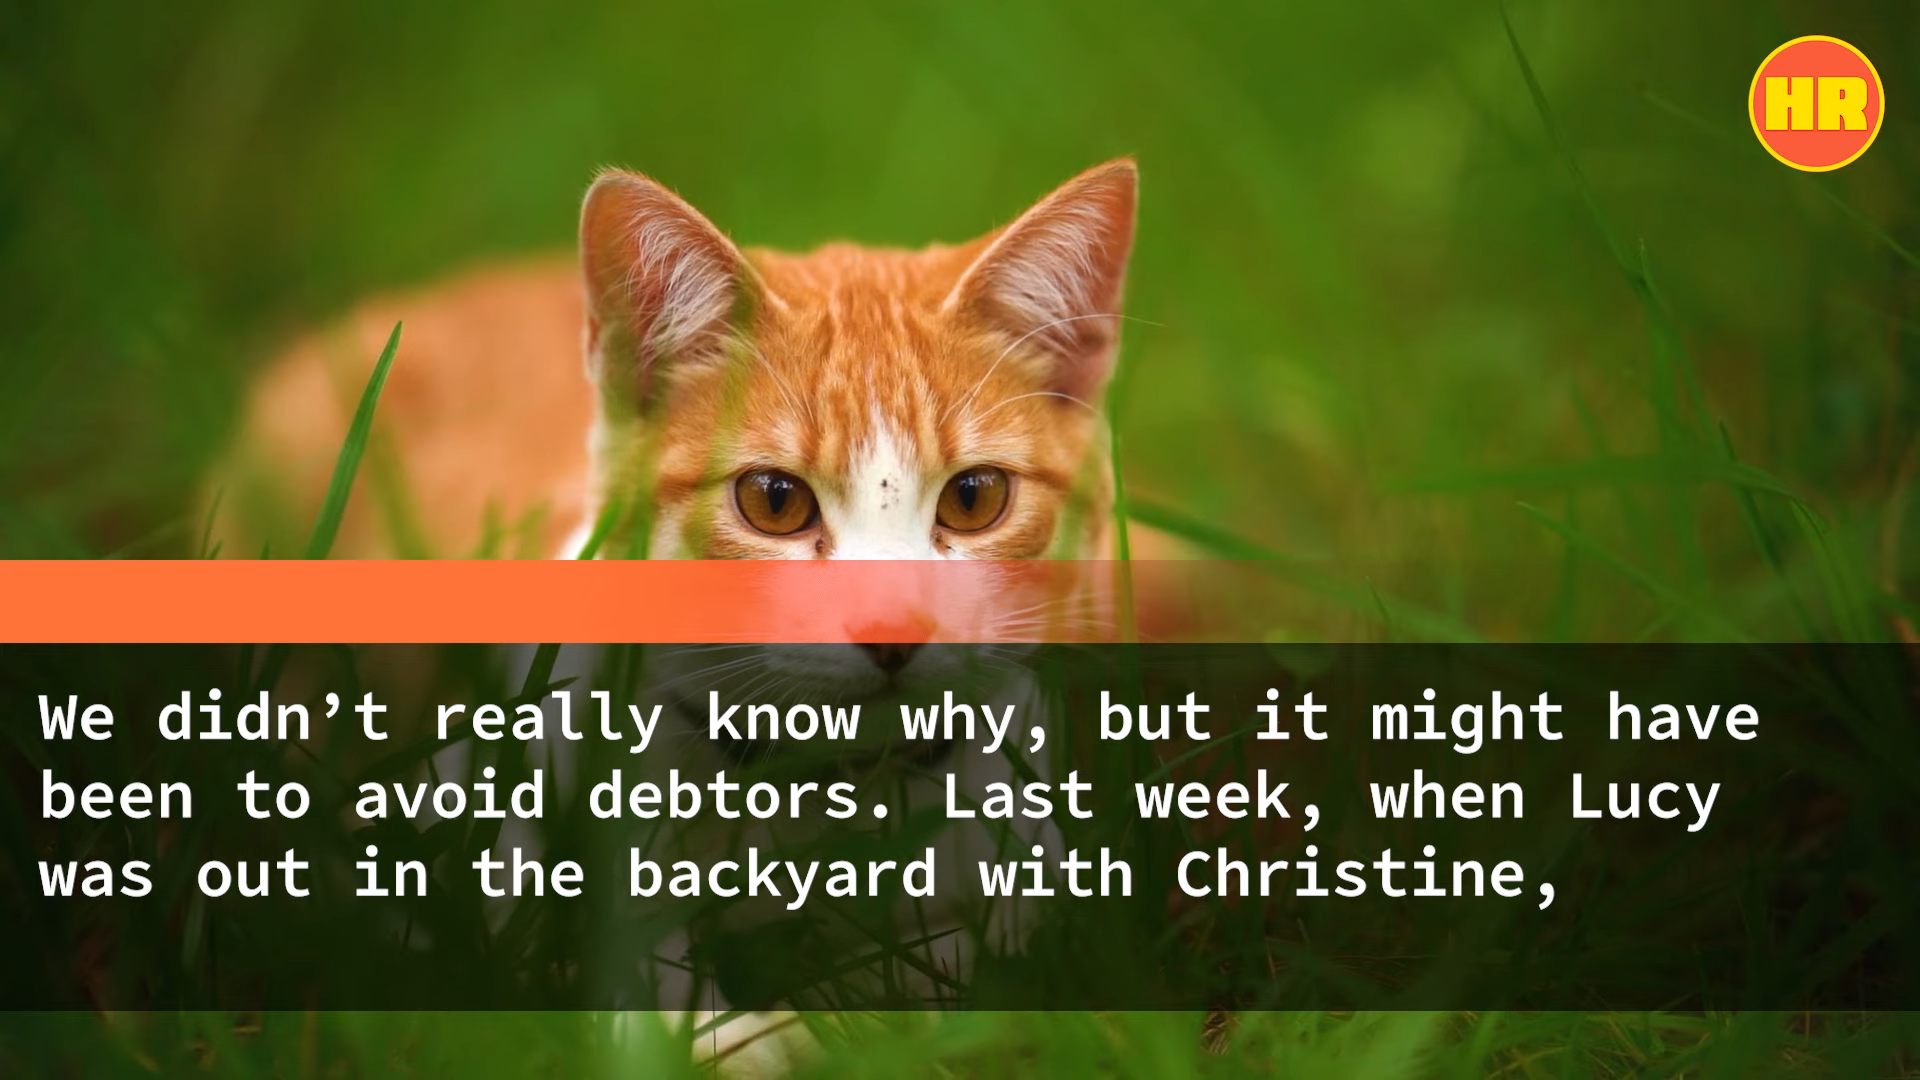 HR
We didn’t really know why, but it might have
been to avoid debtors. Last week, when Lucy
was out in the backyard with Christine,